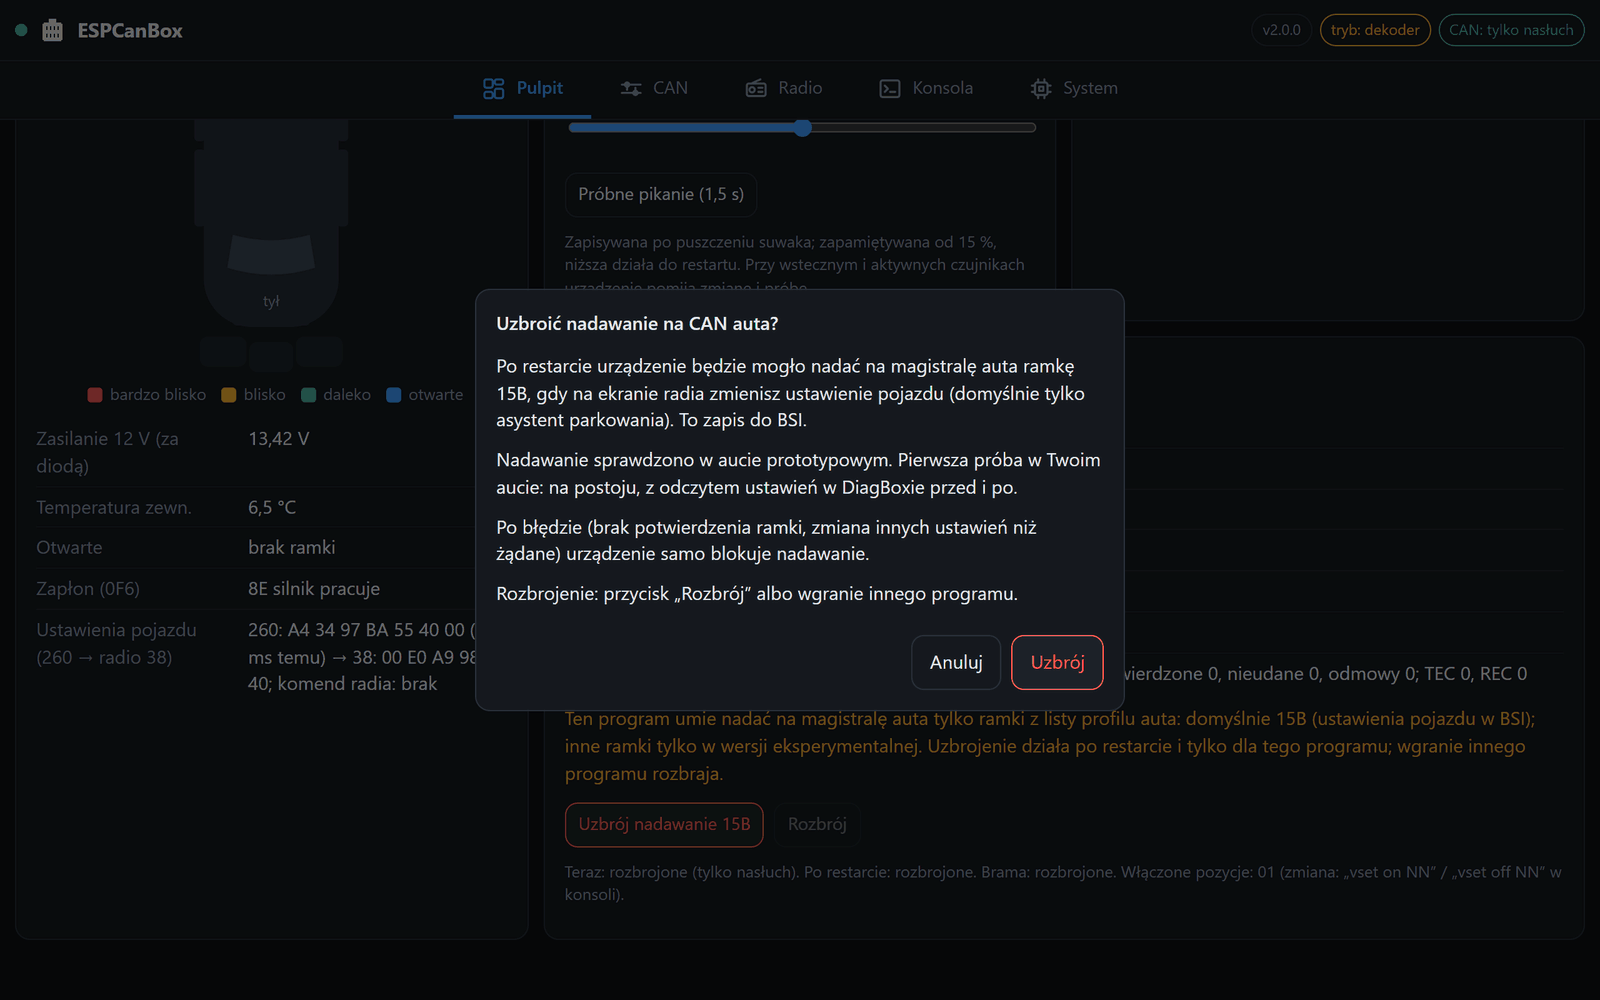 ESPCanBox
v2.0.0
tryb: dekoder
CAN: tylko nasłuch
Pulpit
CAN
Radio
Konsola
System
Próbne pikanie (1,5 s)
Zapisywana po puszczeniu suwaka; zapamiętywana od 15 %,
niższa działa do restartu. Przy wstecznym i aktywnych czujnikach
urządzenie pomija zmianę i próbę.
tył
bardzo blisko
blisko
daleko
otwarte
Zasilanie 12 V (za
diodą)
13,42 V
Temperatura zewn.
6,5 °C
Otwarte
brak ramki
Zapłon (0F6)
8E silnik pracuje
Ustawienia pojazdu
(260 → radio 38)
260: A4 34 97 BA 55 40 00 (
ms temu) → 38: 00 E0 A9 98
40; komend radia: brak
Uzbroić nadawanie na CAN auta?
Po restarcie urządzenie będzie mogło nadać na magistralę auta ramkę
15B, gdy na ekranie radia zmienisz ustawienie pojazdu (domyślnie tylko
asystent parkowania). To zapis do BSI.
Nadawanie sprawdzono w aucie prototypowym. Pierwsza próba w Twoim
aucie: na postoju, z odczytem ustawień w DiagBoxie przed i po.
Po błędzie (brak potwierdzenia ramki, zmiana innych ustawień niż
żądane) urządzenie samo blokuje nadawanie.
Rozbrojenie: przycisk „Rozbrój” albo wgranie innego programu.
Anuluj
Uzbrój
wierdzone 0, nieudane 0, odmowy 0; TEC 0, REC 0
Ten program umie nadać na magistralę auta tylko ramki z listy profilu auta: domyślnie 15B (ustawienia pojazdu w BSI);
inne ramki tylko w wersji eksperymentalnej. Uzbrojenie działa po restarcie i tylko dla tego programu; wgranie innego
programu rozbraja.
Uzbrój nadawanie 15B
Rozbrój
Teraz: rozbrojone (tylko nasłuch). Po restarcie: rozbrojone. Brama: rozbrojone. Włączone pozycje: 01 (zmiana: „vset on NN” / „vset off NN” w
konsoli).